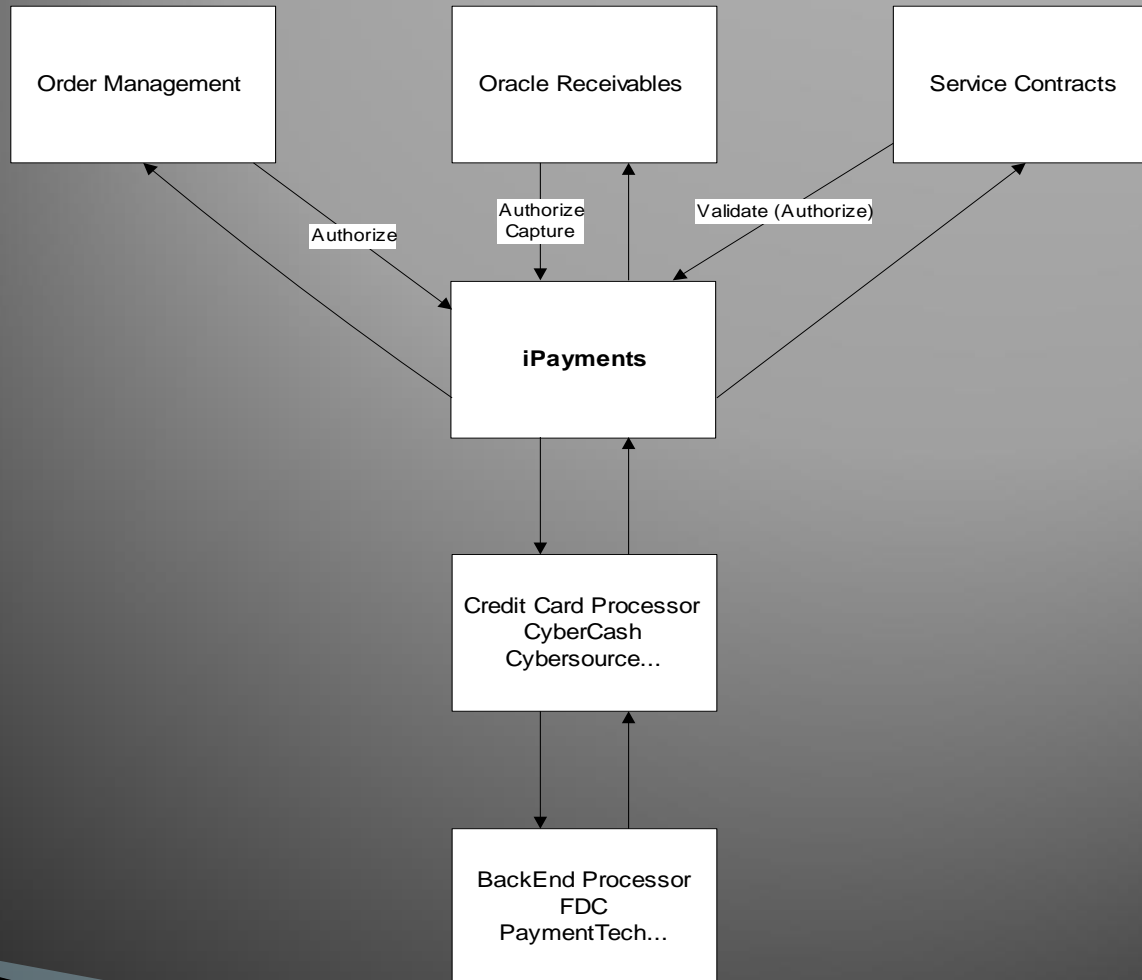 Order Management
Oracle Receivables
Service Contracts
Authorize
Authorize
Capture
Validate (Authorize)
iPayments
Credit Card Processor
CyberCash
Cybersource...
BackEnd Processor
FDC
PaymentTech...